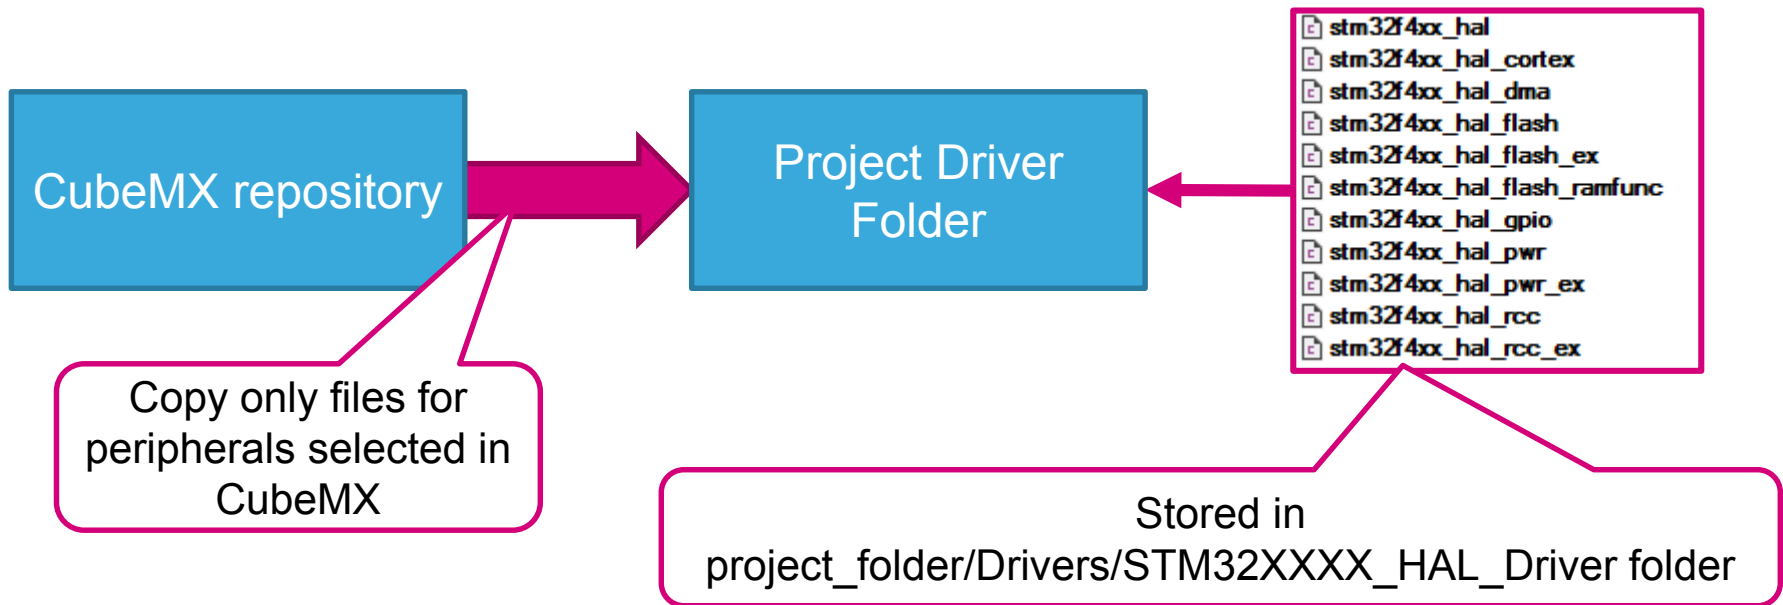 CubeMX repository
Project Driver
Folder
stm32f4xx_hal
stm32f4xx_hal_cortex
stm32f4xx_hal_dma
stm32f4xx_hal_flash
stm32f4xx_hal_flash_ex
stm32f4xx_hal_flash_ramfunc
stm32f4xx_hal_gpio
stm32f4xx_hal_pwr
stm32f4xx_hal_pwr_ex
stm32f4xx_hal_rcc
stm32f4xx_hal_rcc_ex
Copy only files for
peripherals selected in
CubeMX
Stored in
project_folder/Drivers/STM32XXXX_HAL_Driver folder